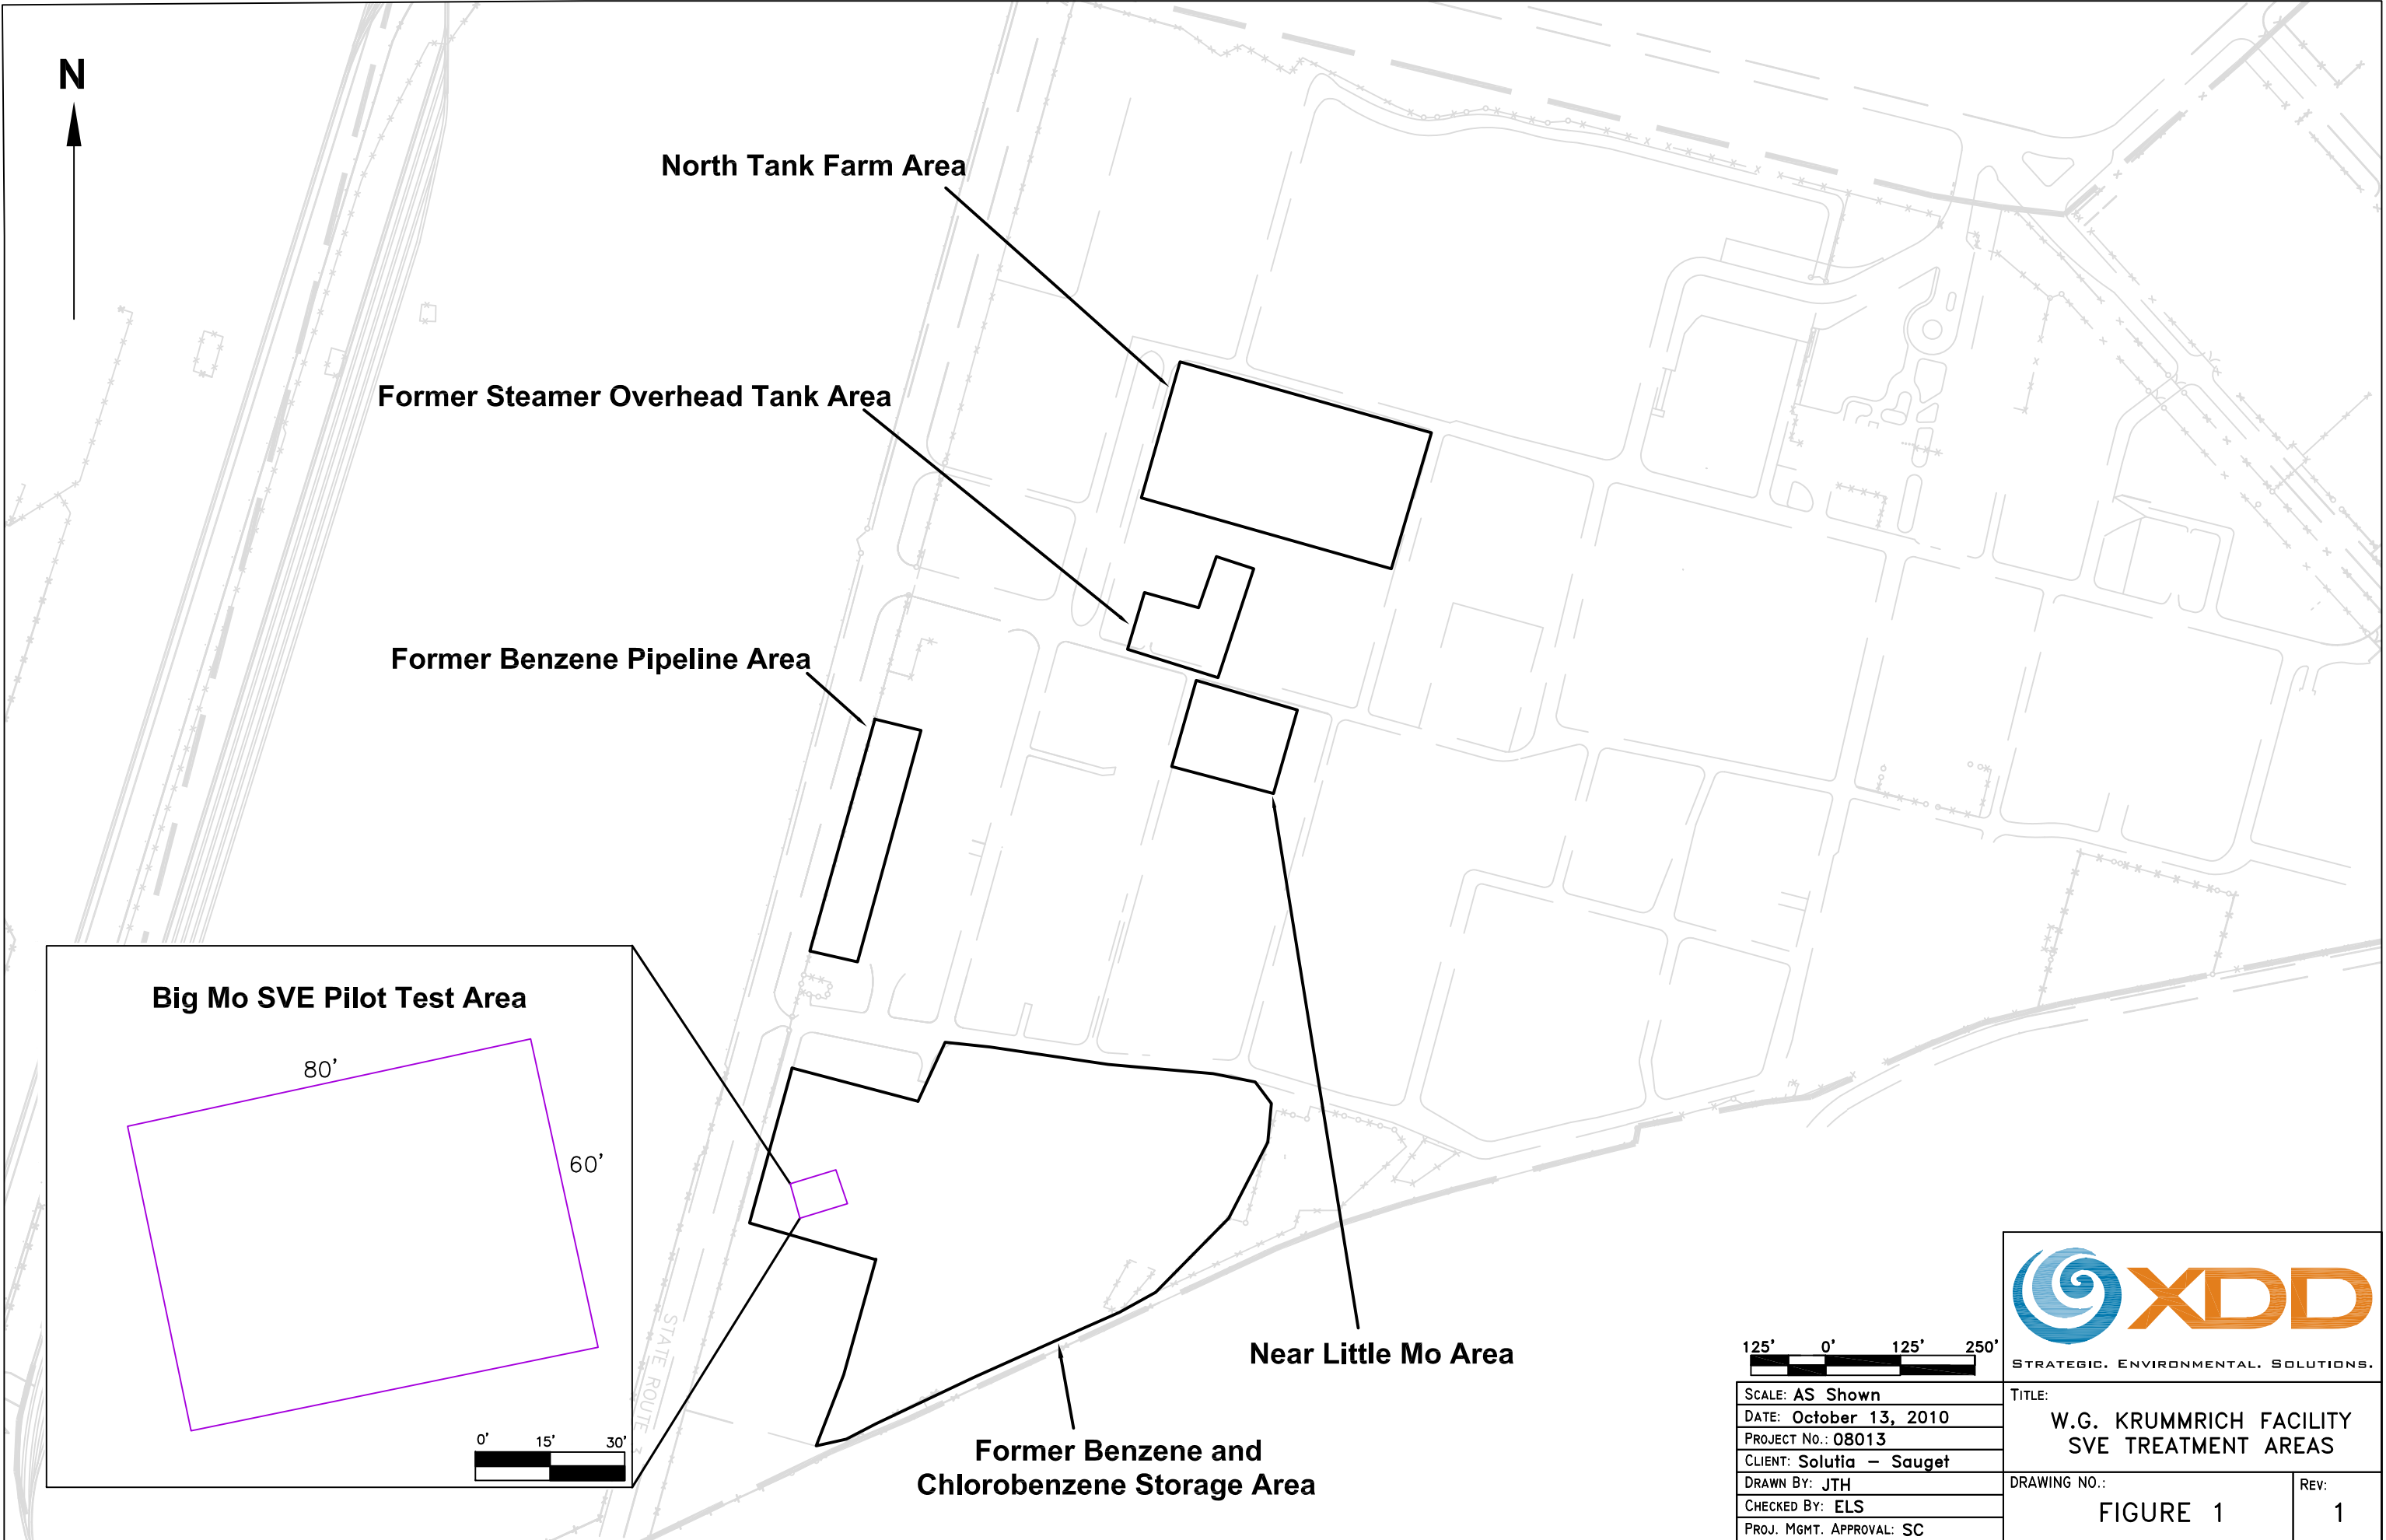 N
North Tank Farm Area
Former Steamer Overhead Tank Area
Former Benzene Pipeline Area
Big Mo SVE Pilot Test Area
80'
60'
0' 15' 30'
STATE ROUTE 3
Near Little Mo Area
Former Benzene and
Chlorobenzene Storage Area
125' 0' 125' 250'
XDD
STRATEGIC. ENVIRONMENTAL. SOLUTIONS.
SCALE: AS Shown
DATE: October 13, 2010
PROJECT NO.: 08013
CLIENT: Solutia – Sauget
DRAWN BY: JTH
CHECKED BY: ELS
PROJ. MGMT. APPROVAL: SC
TITLE:
W.G. KRUMMRICH FACILITY
SVE TREATMENT AREAS
DRAWING NO.:
FIGURE 1
REV:
1